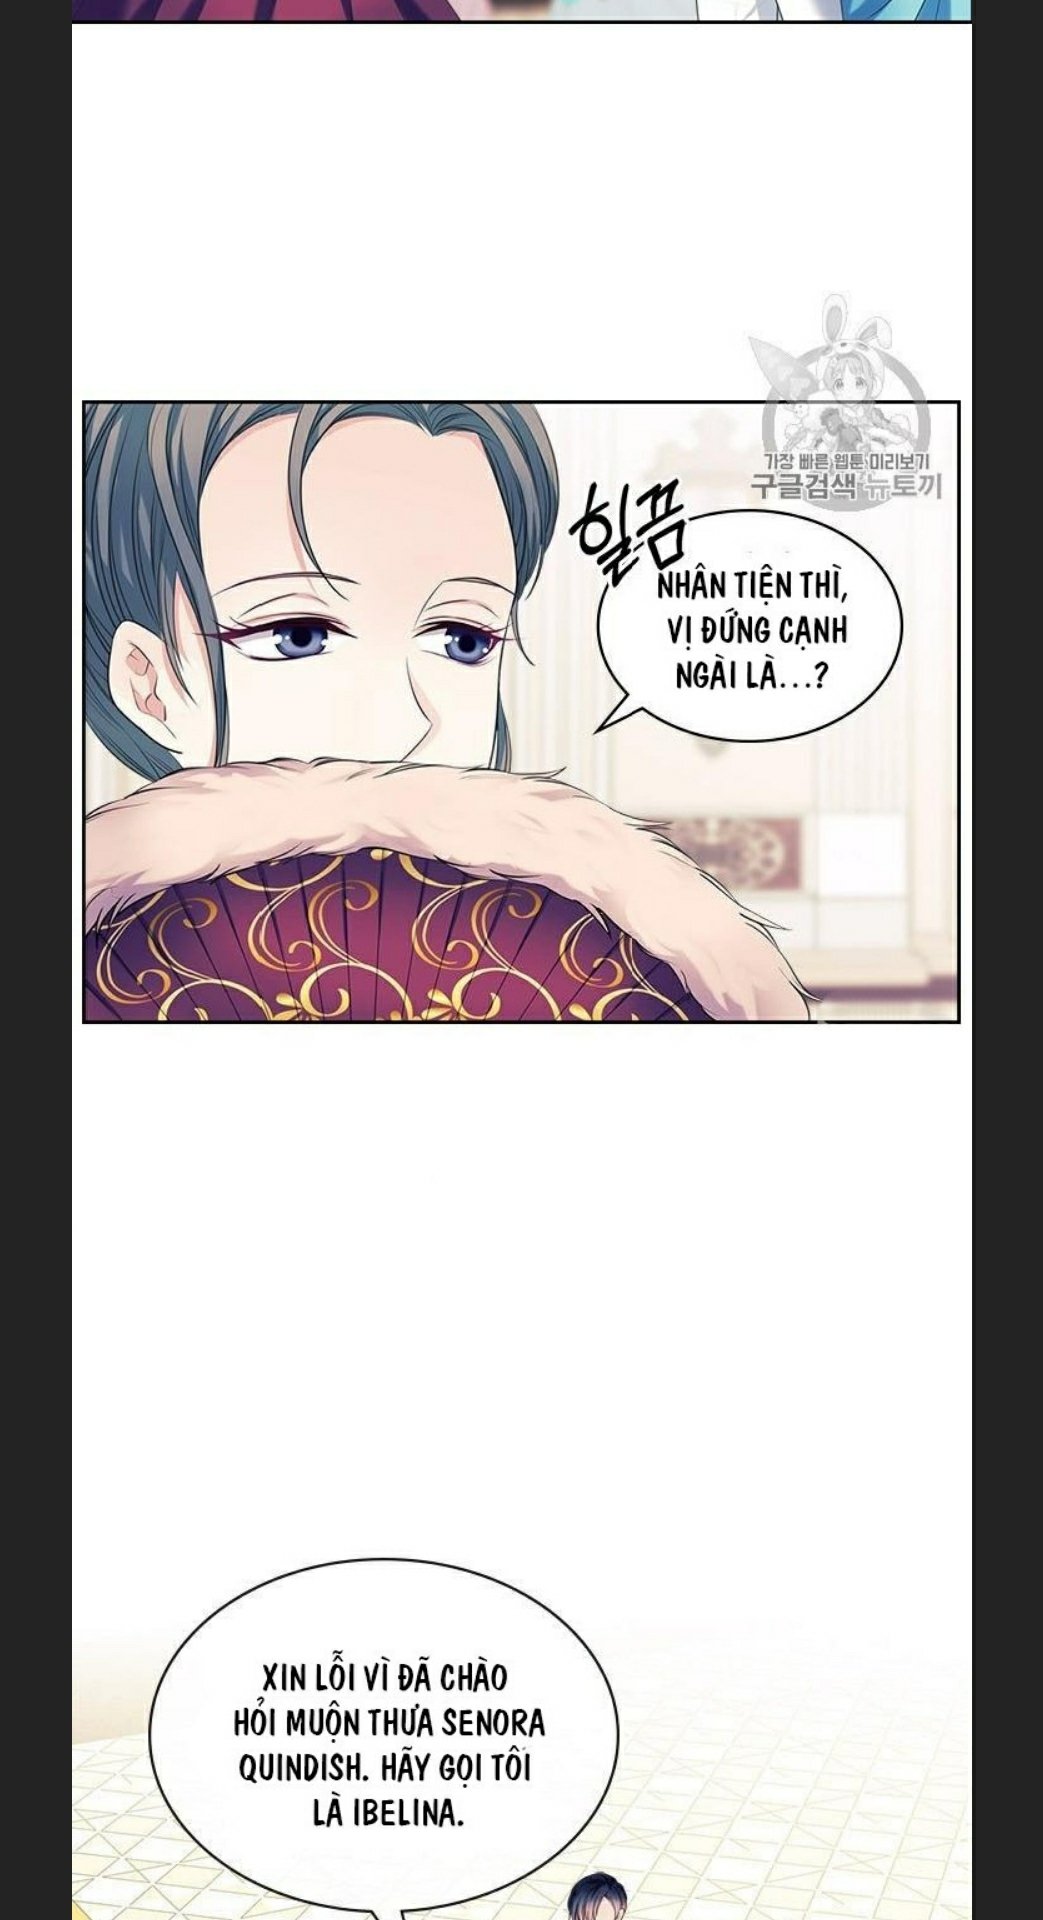 가장 빠른 웹툰 미리보기
구글검색 뉴토끼
힐끔
NHÂN TIỆN THÌ,
VỊ ĐỨNG CẠNH
NGÀI LÀ...?
XIN LỖI VÌ ĐÃ CHÀO
HỎI MUỘN THƯA SENORA
QUINDISH. HÃY GỌI TÔI
LÀ IBELINA.